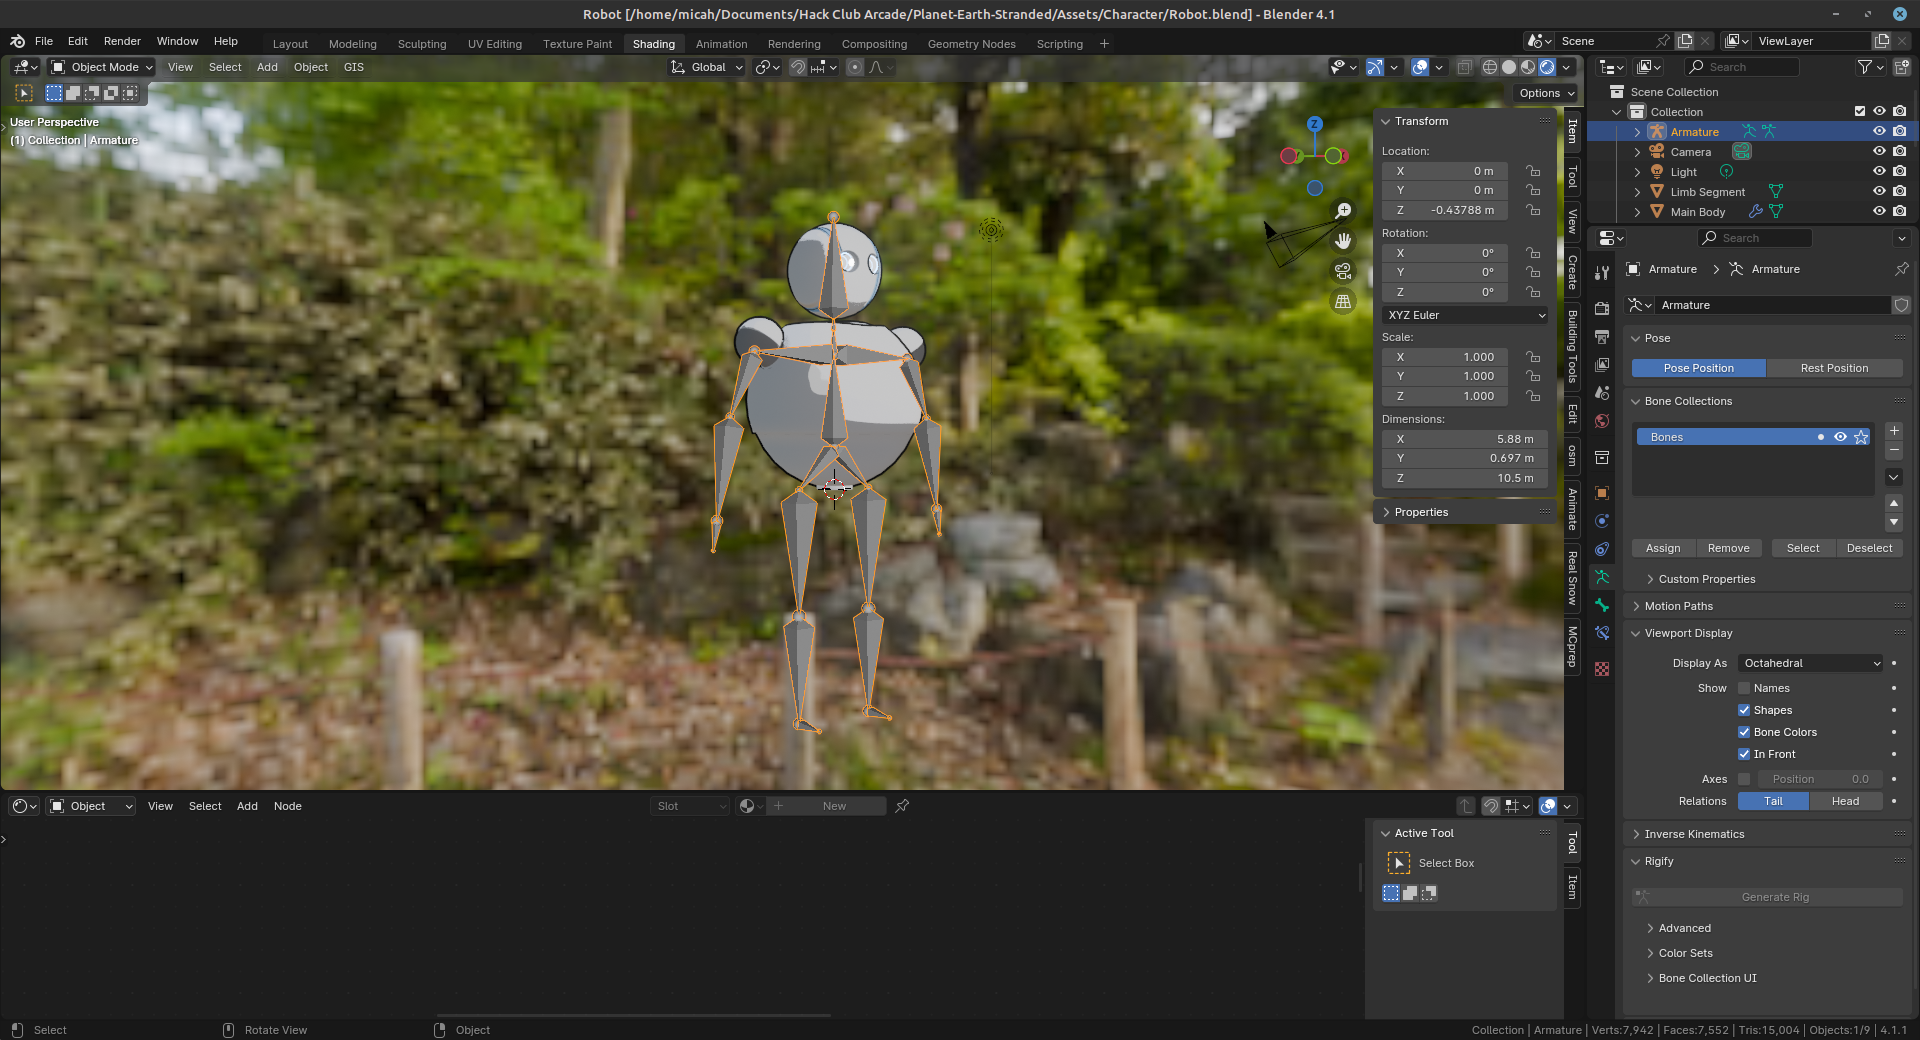 Robot [/home/micah/Documents/Hack Club Arcade/Planet-Earth-Stranded/Assets/Character/Robot.blend] - Blender 4.1
File Edit Render Window Help Layout Modeling Sculpting UV Editing Texture Paint Shading Animation Rendering Compositing Geometry Nodes Scripting + Scene ViewLayer
Object Mode View Select Add Object GIS Global Search
Options
User Perspective
(1) Collection | Armature
Z
Transform
Location:
X 0 m
Y 0 m
Z -0.43788 m
Rotation:
X 0°
Y 0°
Z 0°
XYZ Euler
Scale:
X 1.000
Y 1.000
Z 1.000
Dimensions:
X 5.88 m
Y 0.697 m
Z 10.5 m
Properties
Item
Tool
View
Create
Building Tools
Edit
osm
Animate
Real Snow
MCprep
Scene Collection
Collection
Armature
Camera
Light
Limb Segment
Main Body
Search
Armature > Armature
Armature
Pose
Pose Position Rest Position
Bone Collections
Bones
Assign Remove Select Deselect
Custom Properties
Motion Paths
Viewport Display
Display As Octahedral
Show Names
Shapes
Bone Colors
In Front
Axes Position 0.0
Relations Tail Head
Inverse Kinematics
Rigify
Generate Rig
Advanced
Color Sets
Bone Collection UI
Object View Select Add Node Slot New
Active Tool
Select Box
Tool
Item
Select Rotate View Object
Collection | Armature | Verts:7,942 | Faces:7,552 | Tris:15,004 | Objects:1/9 | 4.1.1